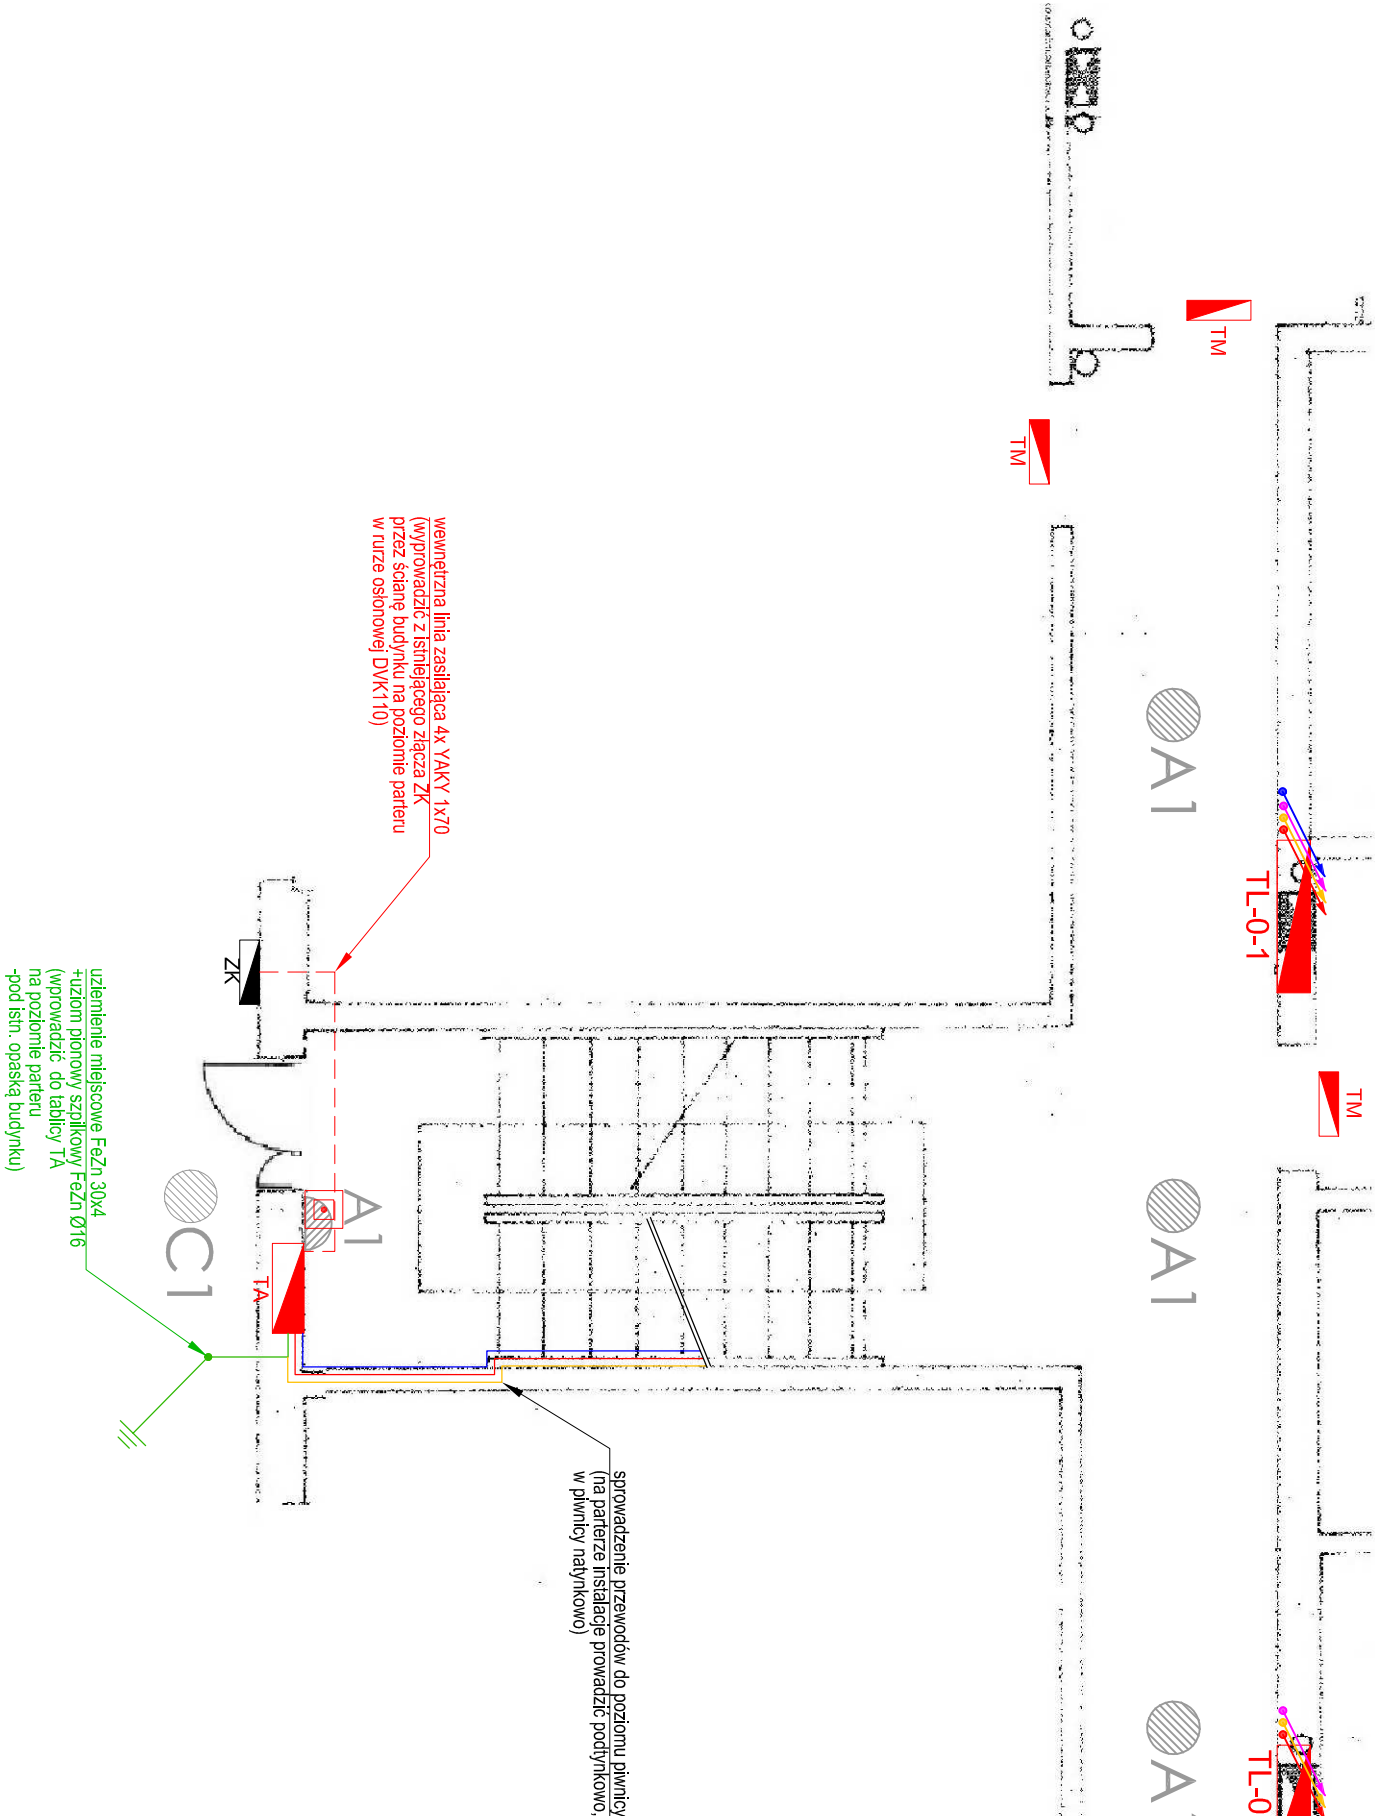 TM
TM
TL-0-1
TM
A1
A1
A
TL-0
wewnętrzna linia zasilająca 4x YAKY 1x70
(wyprowadzić z istniejącego złącza ZK
przez ścianę budynku na poziomie parteru
w rurze osłonowej DVK110)
ZK
A1
C1
TA
uziemienie miejscowe FeZn 30x4
+uziom pionowy szpilkowy FeZn Ø16
(wprowadzić do tablicy TA
na poziomie parteru
-pod istn. opaską budynku)
sprowadzenie przewodów do poziomu piwnicy
(na parterze instalacje prowadzić podtynkowo,
w piwnicy natynkowo)